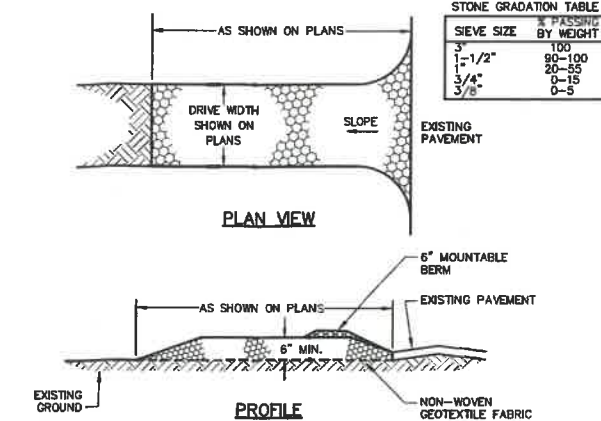 STONE GRADATION TABLE
SIEVE SIZE
% PASSING
BY WEIGHT
3" 100
1-1/2" 90-100
1" 20-55
3/4" 0-15
3/8" 0-5
AS SHOWN ON PLANS
DRIVE WIDTH
SHOWN ON
PLANS
SLOPE
EXISTING
PAVEMENT
PLAN VIEW
6" MOUNTABLE
BERM
AS SHOWN ON PLANS
EXISTING PAVEMENT
6" MIN.
EXISTING
GROUND
NON-WOVEN
GEOTEXTILE FABRIC
PROFILE